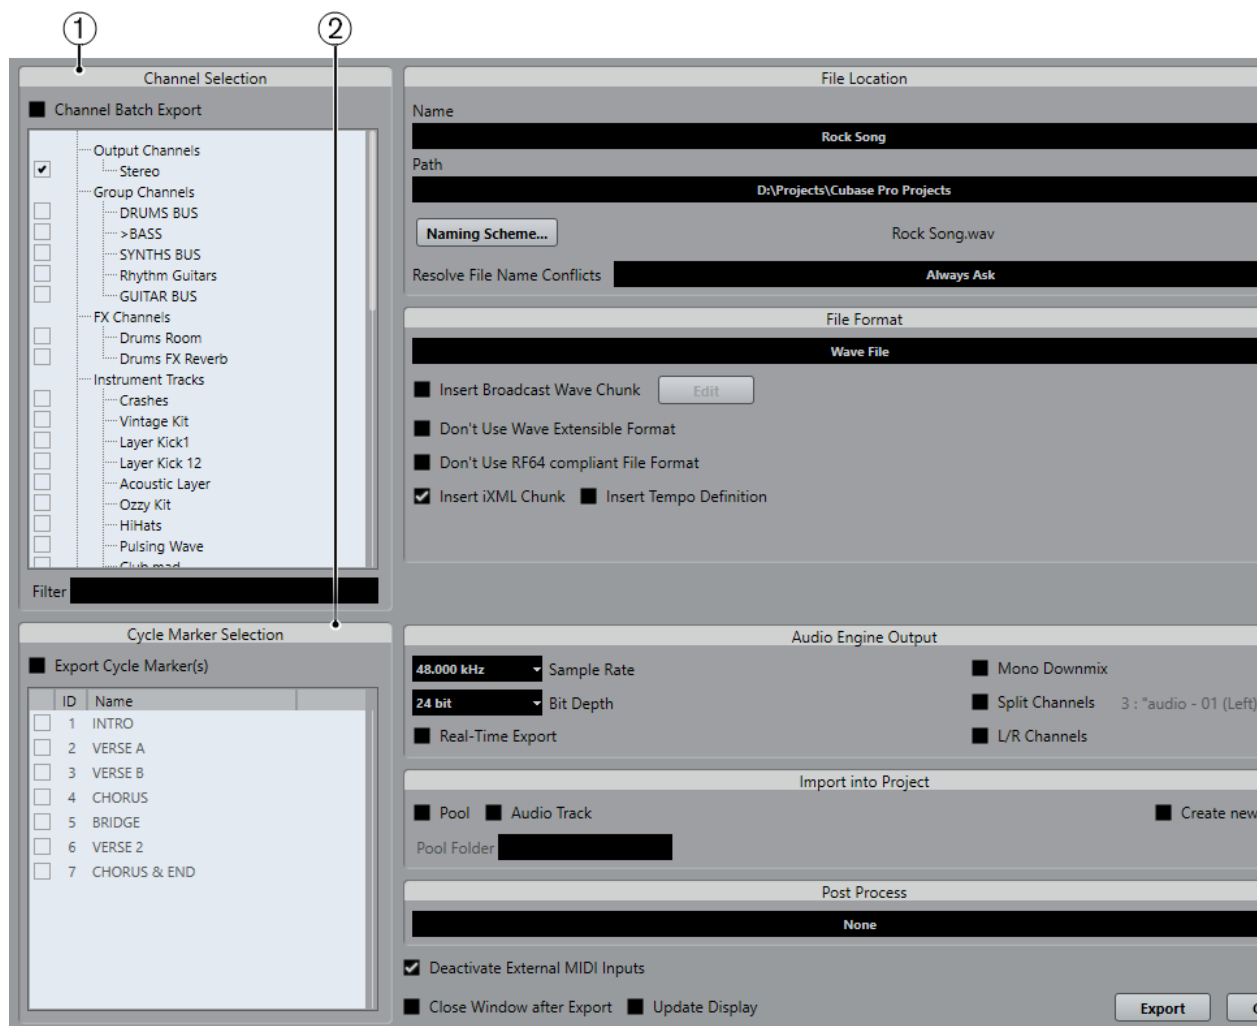 1
2
Channel Selection
Channel Batch Export
Output Channels
Stereo
Group Channels
DRUMS BUS
>BASS
SYNTHS BUS
Rhythm Guitars
GUITAR BUS
FX Channels
Drums Room
Drums FX Reverb
Instrument Tracks
Crashes
Vintage Kit
Layer Kick1
Layer Kick 12
Acoustic Layer
Ozzy Kit
HiHats
Pulsing Wave
Club mad
Filter
Cycle Marker Selection
Export Cycle Marker(s)
ID Name
1 INTRO
2 VERSE A
3 VERSE B
4 CHORUS
5 BRIDGE
6 VERSE 2
7 CHORUS & END
File Location
Name
Rock Song
Path
D:\Projects\Cubase Pro Projects
Naming Scheme... Rock Song.wav
Resolve File Name Conflicts Always Ask
File Format
Wave File
Insert Broadcast Wave Chunk Edit
Don't Use Wave Extensible Format
Don't Use RF64 compliant File Format
Insert iXML Chunk Insert Tempo Definition
Audio Engine Output
48.000 kHz Sample Rate Mono Downmix
24 bit Bit Depth Split Channels 3 : "audio - 01 (Left)
Real-Time Export L/R Channels
Import into Project
Pool Audio Track Create new
Pool Folder
Post Process
None
Deactivate External MIDI Inputs
Close Window after Export Update Display Export